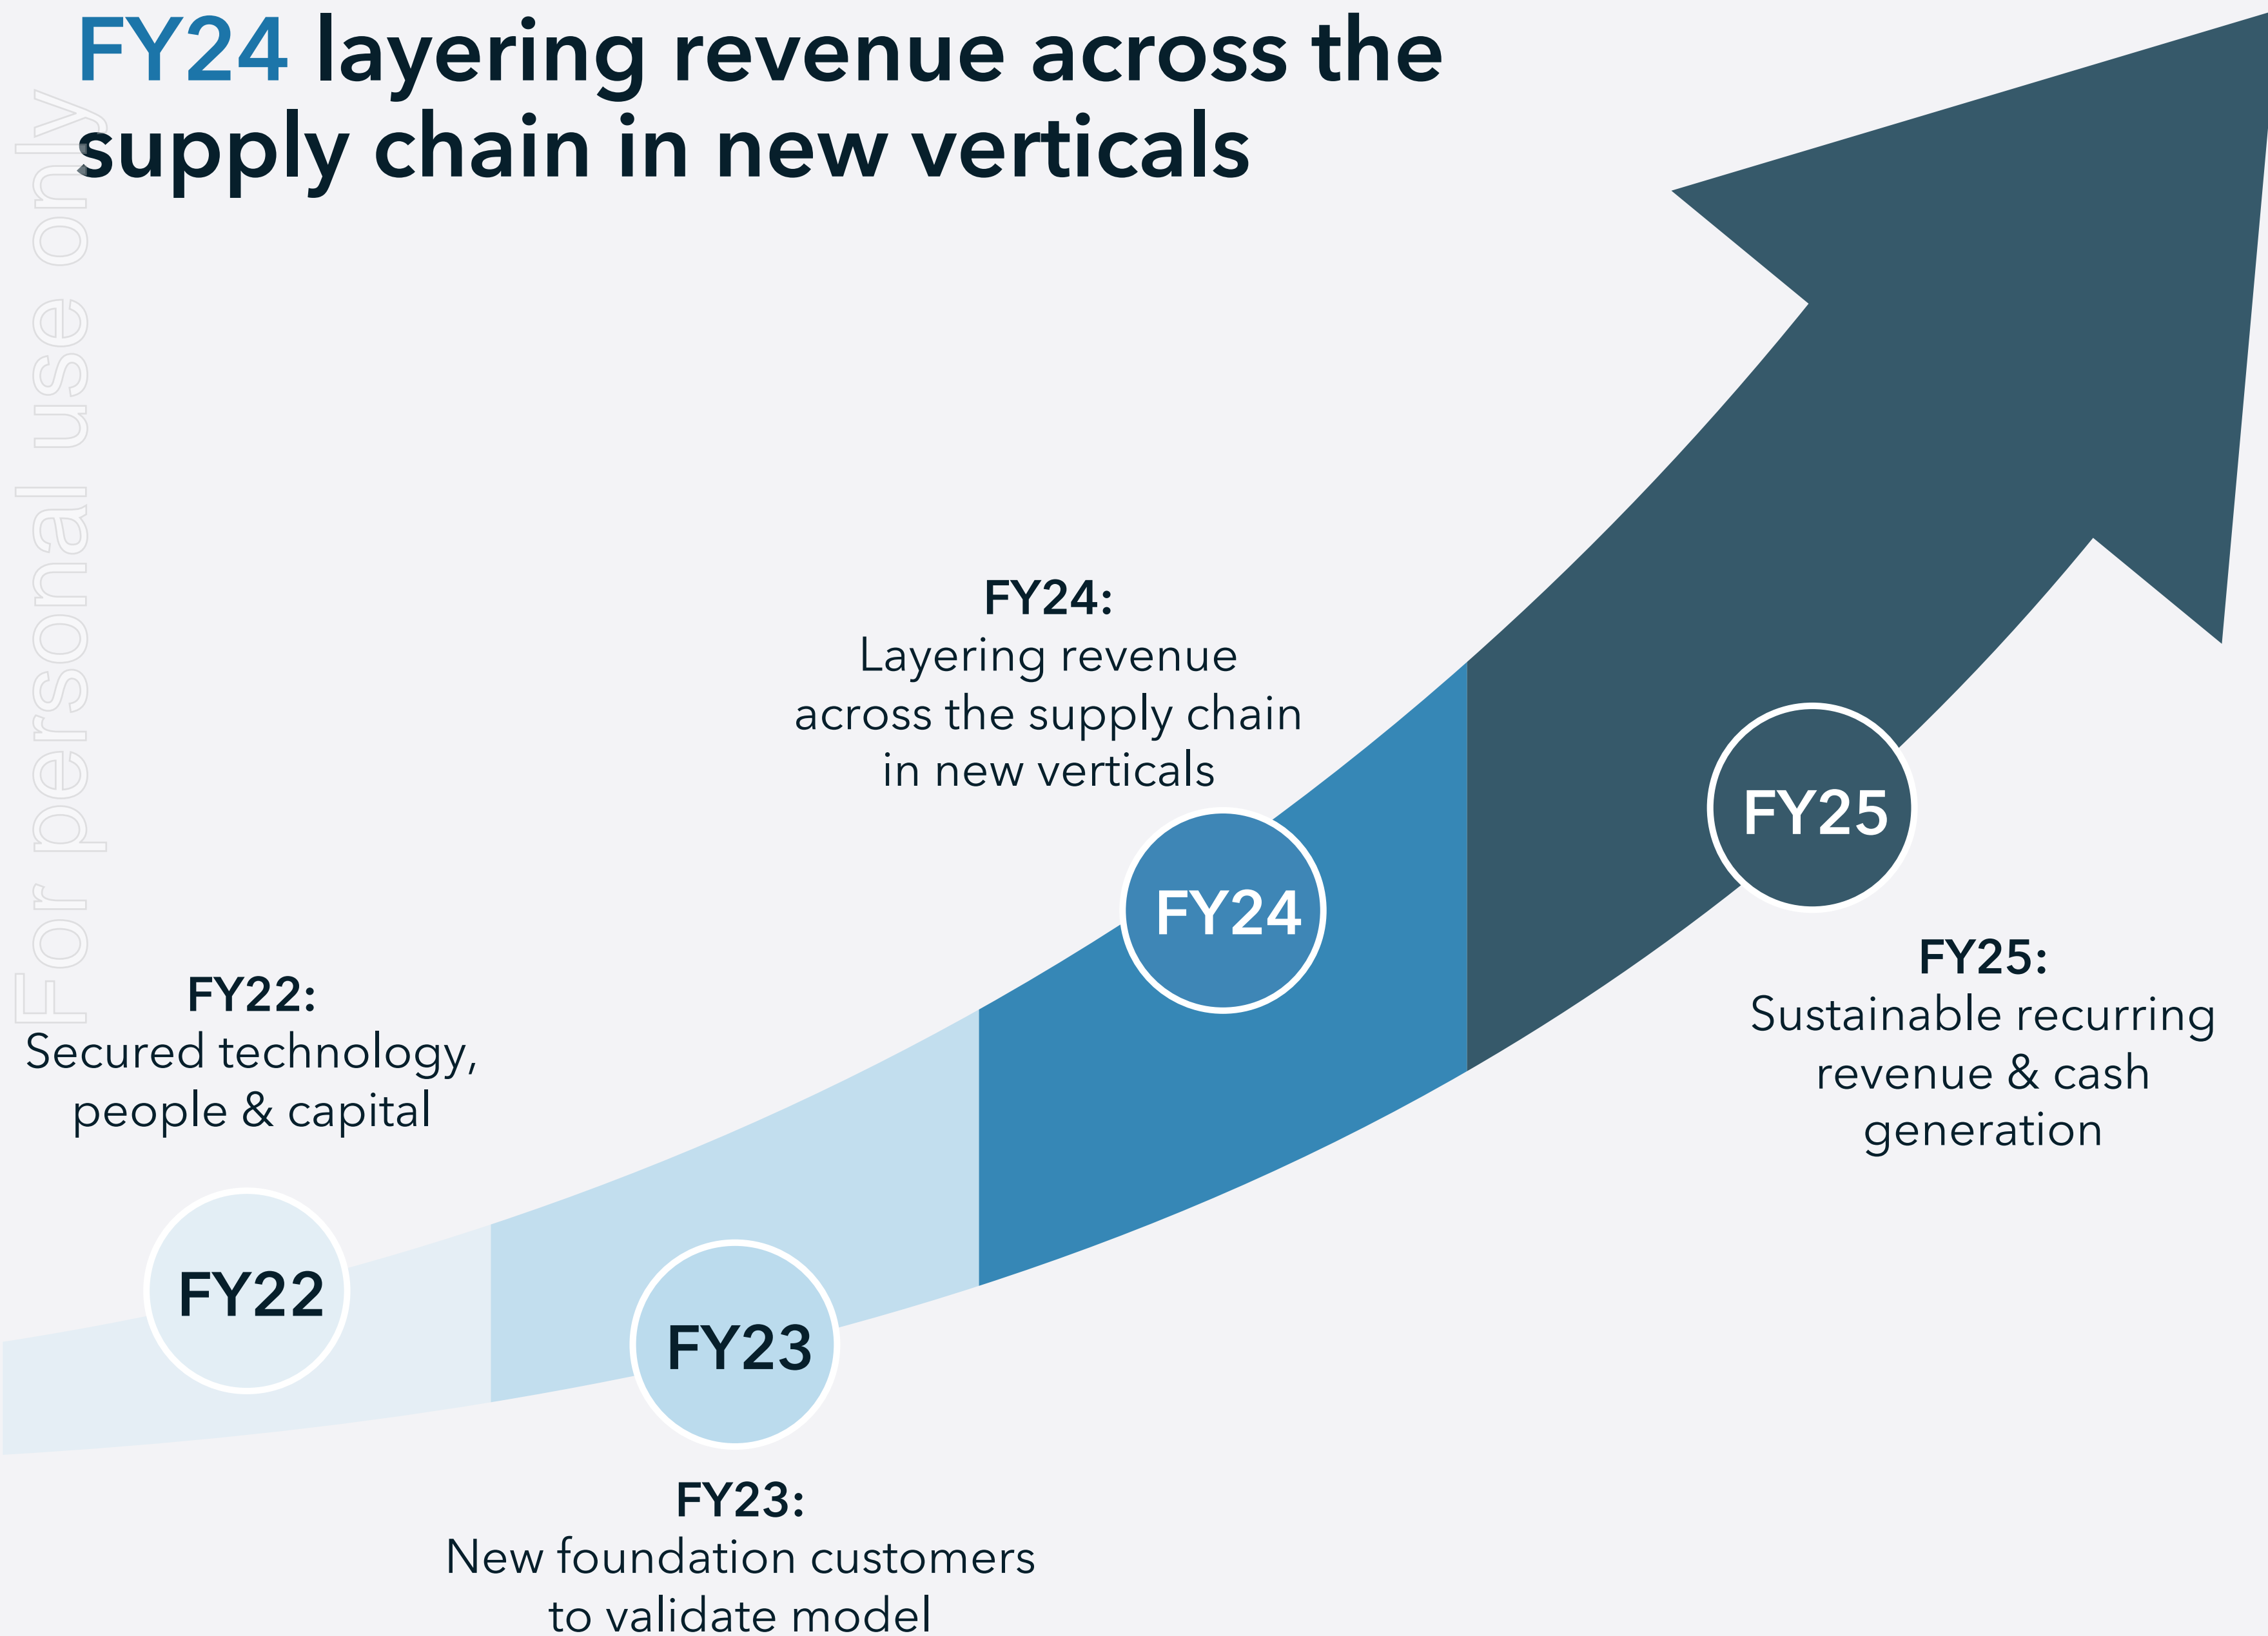 FY24 layering revenue across the
supply chain in new verticals
For personal use only
FY24:
Layering revenue
across the supply chain
in new verticals
FY24
FY25
FY25:
Sustainable recurring
revenue & cash
generation
FY22:
Secured technology,
people & capital
FY22
FY23
FY23:
New foundation customers
to validate model